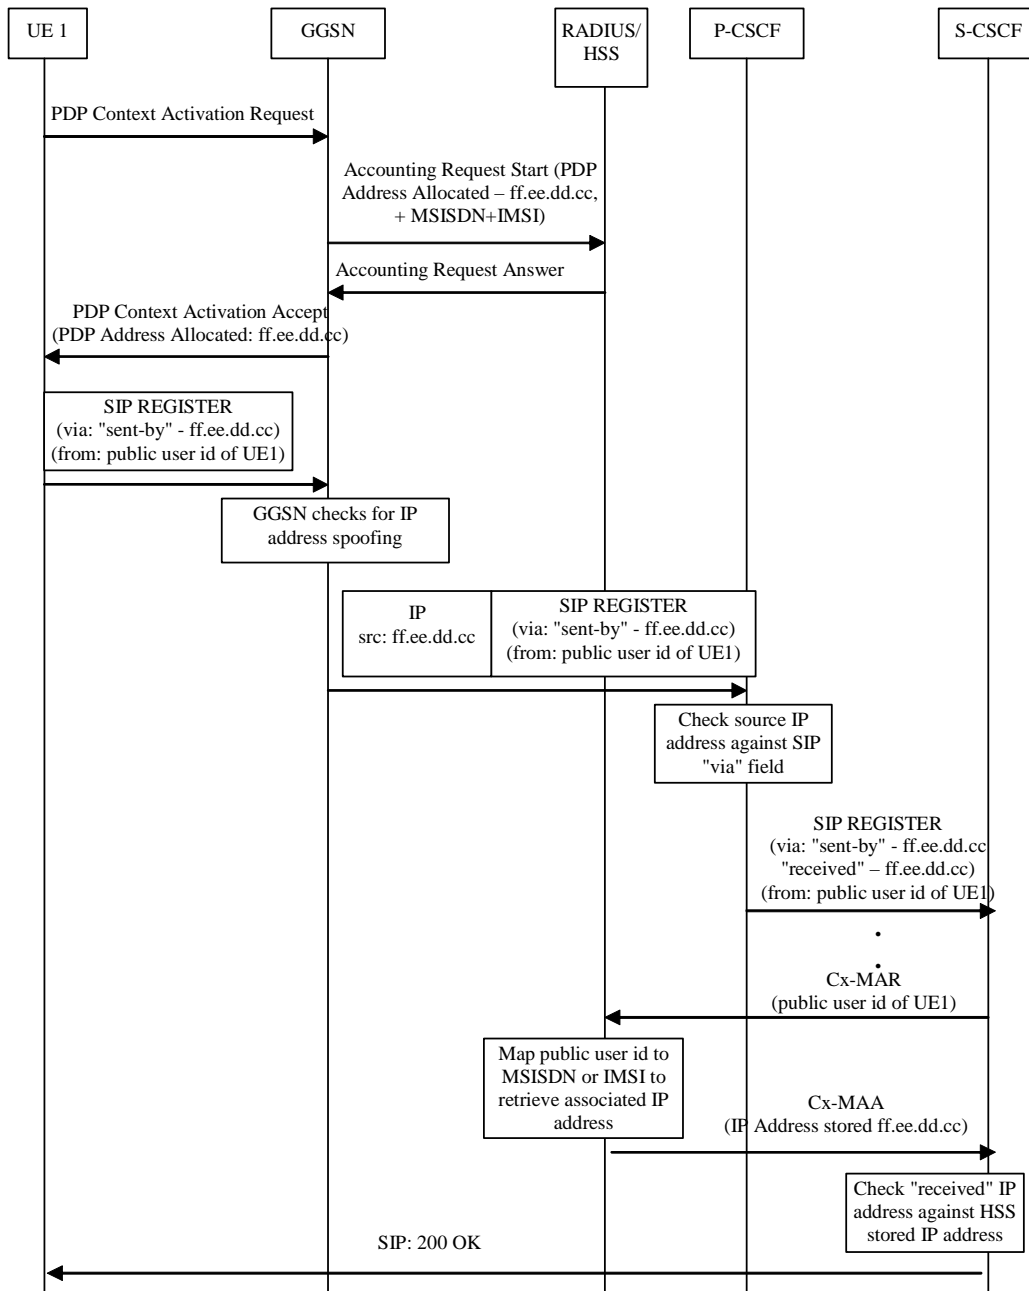 UE 1
GGSN
RADIUS/
HSS
P-CSCF
S-CSCF
PDP Context Activation Request
Accounting Request Start (PDP
Address Allocated – ff.ee.dd.cc,
+ MSISDN+IMSI)
Accounting Request Answer
PDP Context Activation Accept
(PDP Address Allocated: ff.ee.dd.cc)
SIP REGISTER
(via: "sent-by" - ff.ee.dd.cc)
(from: public user id of UE1)
GGSN checks for IP
address spoofing
IP
src: ff.ee.dd.cc
SIP REGISTER
(via: "sent-by" - ff.ee.dd.cc)
(from: public user id of UE1)
Check source IP
address against SIP
"via" field
SIP REGISTER
(via: "sent-by" - ff.ee.dd.cc
"received" – ff.ee.dd.cc)
(from: public user id of UE1)
Cx-MAR
(public user id of UE1)
Map public user id to
MSISDN or IMSI to
retrieve associated IP
address
Cx-MAA
(IP Address stored ff.ee.dd.cc)
Check "received" IP
address against HSS
stored IP address
SIP: 200 OK